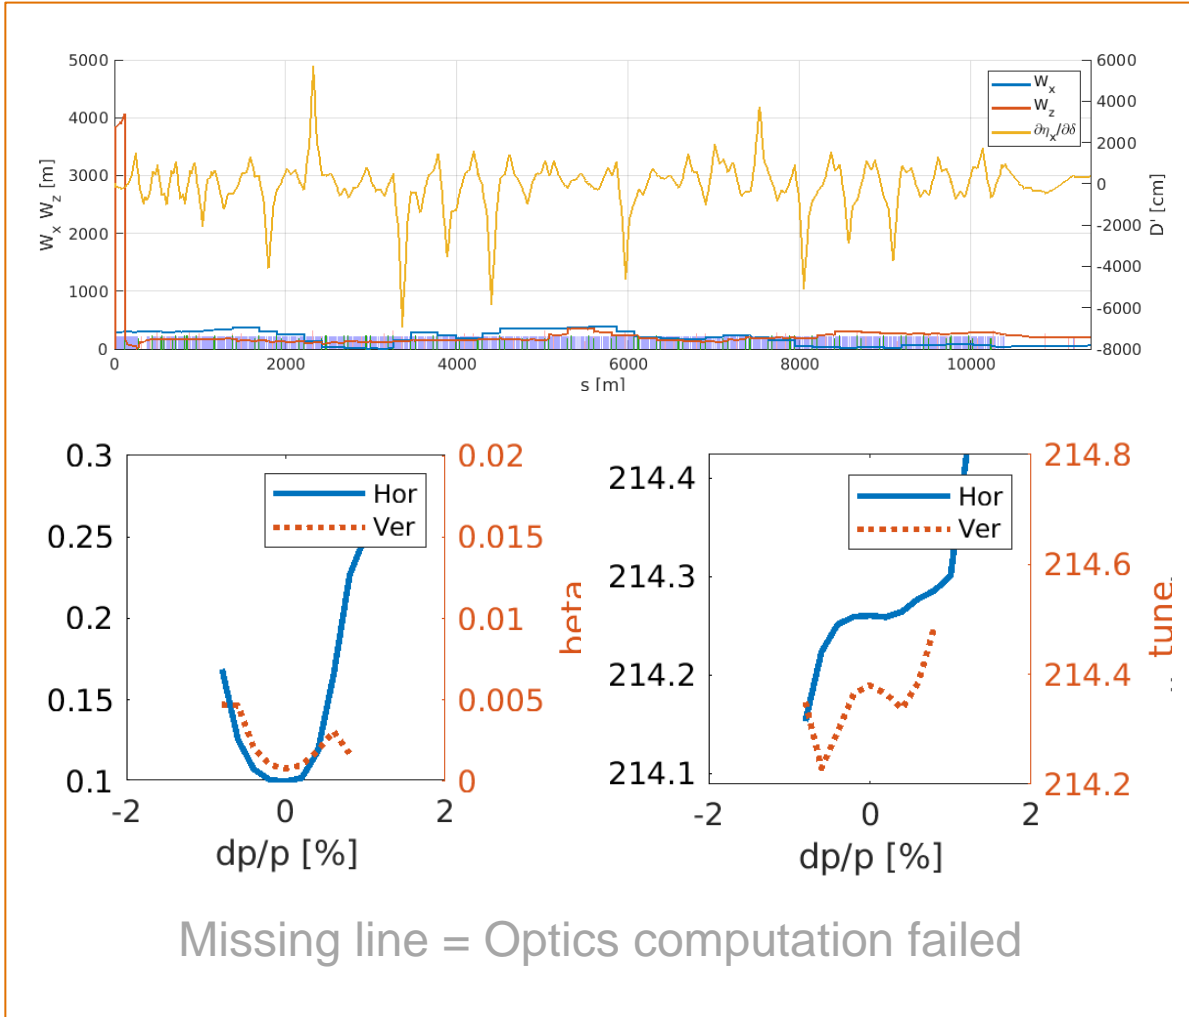 5000
4000
3000
2000
1000
0
W_x W_z [m]
6000
4000
2000
0
-2000
-4000
-6000
-8000
D' [cm]
W_x
W_z
∂η_x/∂δ
0 2000 4000 6000 8000 10000
s [m]
0.3
0.25
0.2
0.15
0.1
0.02
0.015
0.01
0.005
0
beta
Hor
Ver
-2 0 2
dp/p [%]
214.4
214.3
214.2
214.1
214.8
214.6
214.4
214.2
tune
Hor
Ver
-2 0 2
dp/p [%]
Missing line = Optics computation failed